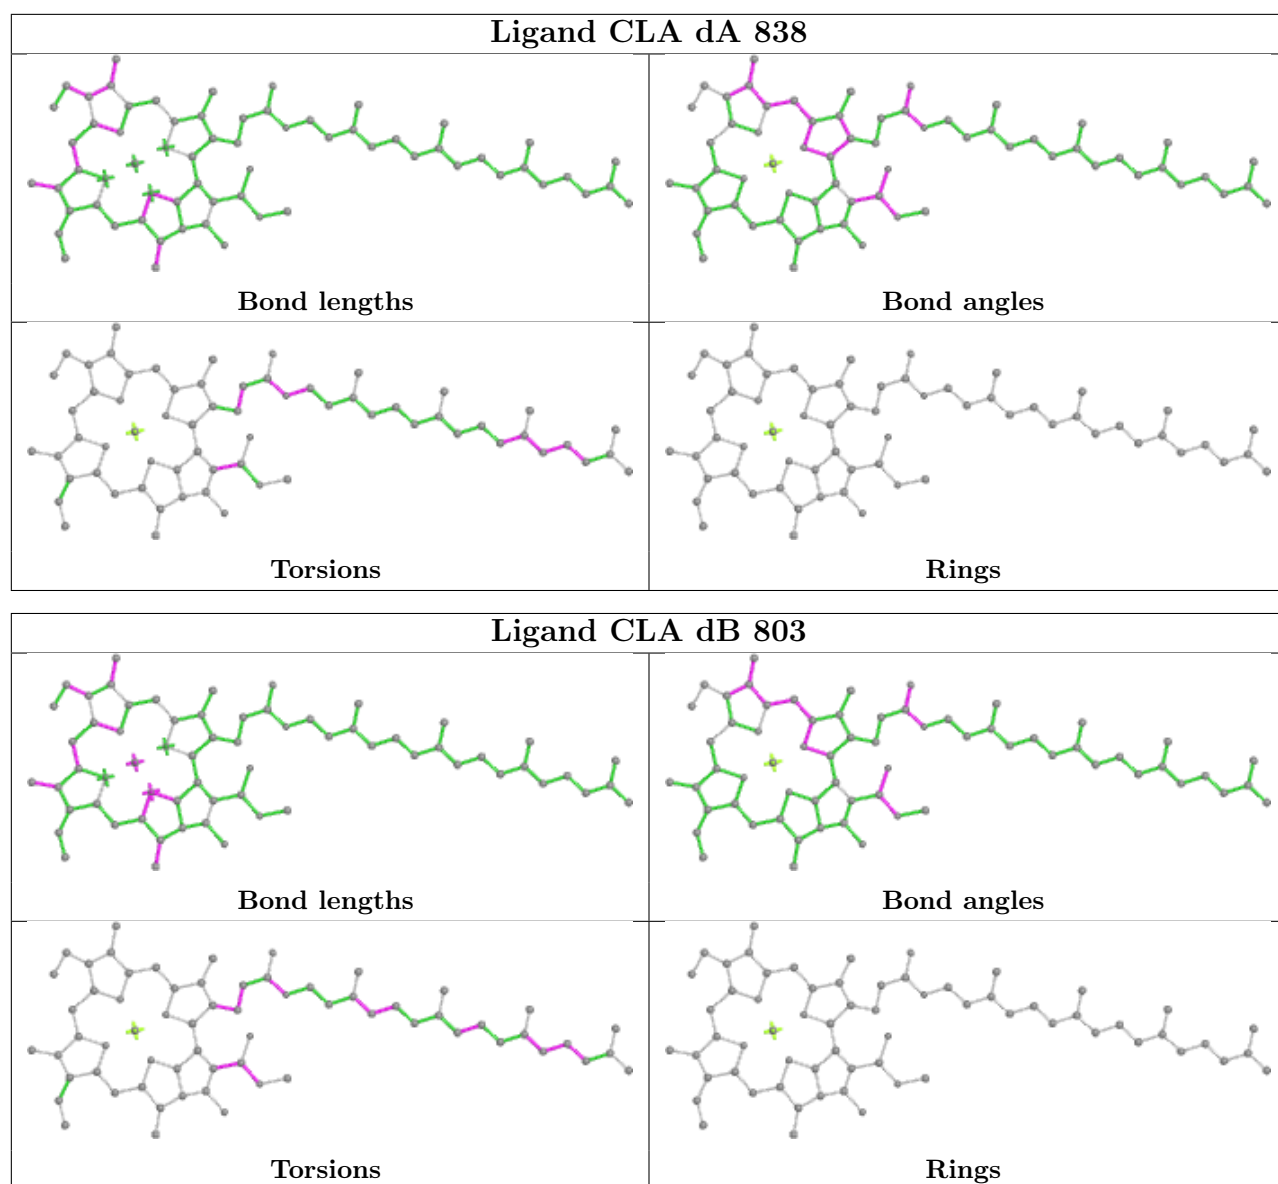 Ligand CLA dA 838
Bond lengths
Bond angles
Torsions
Rings
Ligand CLA dB 803
Bond lengths
Bond angles
Torsions
Rings